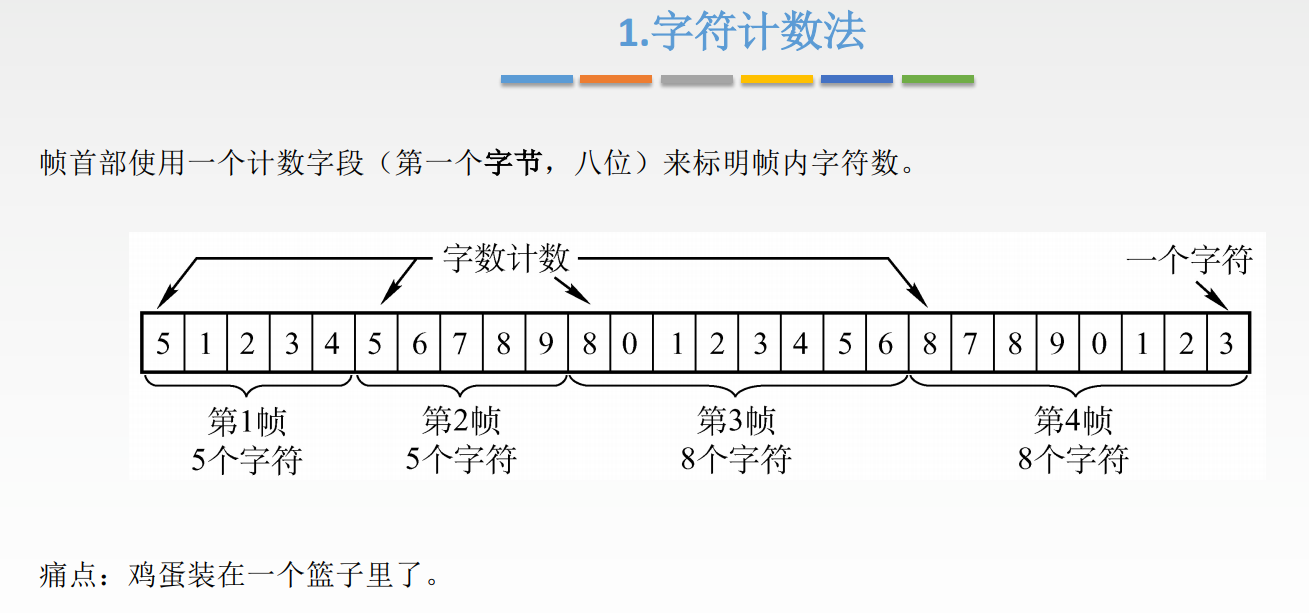 1.字符计数法
帧首部使用一个计数字段（第一个字节，八位）来标明帧内字符数。
字数计数
一个字符
5 1 2 3 4 5 6 7 8 9 8 0 1 2 3 4 5 6 8 7 8 9 0 1 2 3
第1帧 第2帧 第3帧 第4帧
5个字符 5个字符 8个字符 8个字符
痛点：鸡蛋装在一个篮子里了。